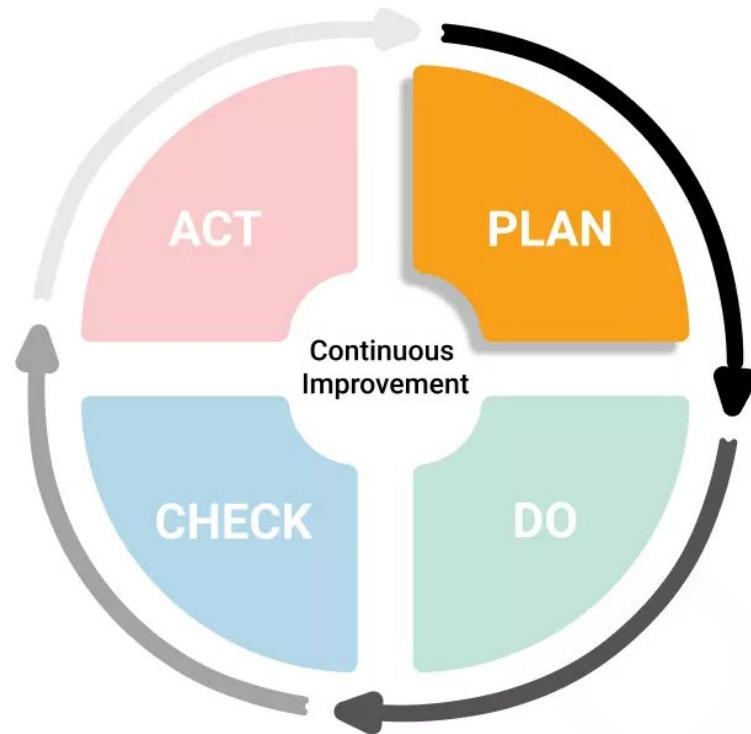 ACT
PLAN
Continuous
Improvement
CHECK
DO